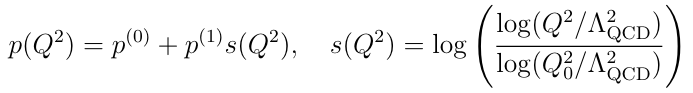 $p(Q^2) = p^{(0)} + p^{(1)} s(Q^2), \quad s(Q^2) = \log\left(\frac{\log(Q^2/\Lambda^2_{\mathrm{QCD}})}{\log(Q_0^2/\Lambda^2_{\mathrm{QCD}})}\right)$